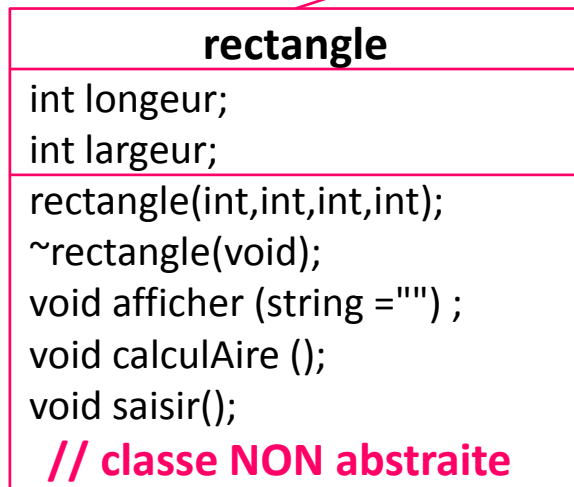 rectangle
int longeur;
int largeur;
rectangle(int,int,int,int);
~rectangle(void);
void afficher (string ="") ;
void calculAire ();
void saisir();
// classe NON abstraite